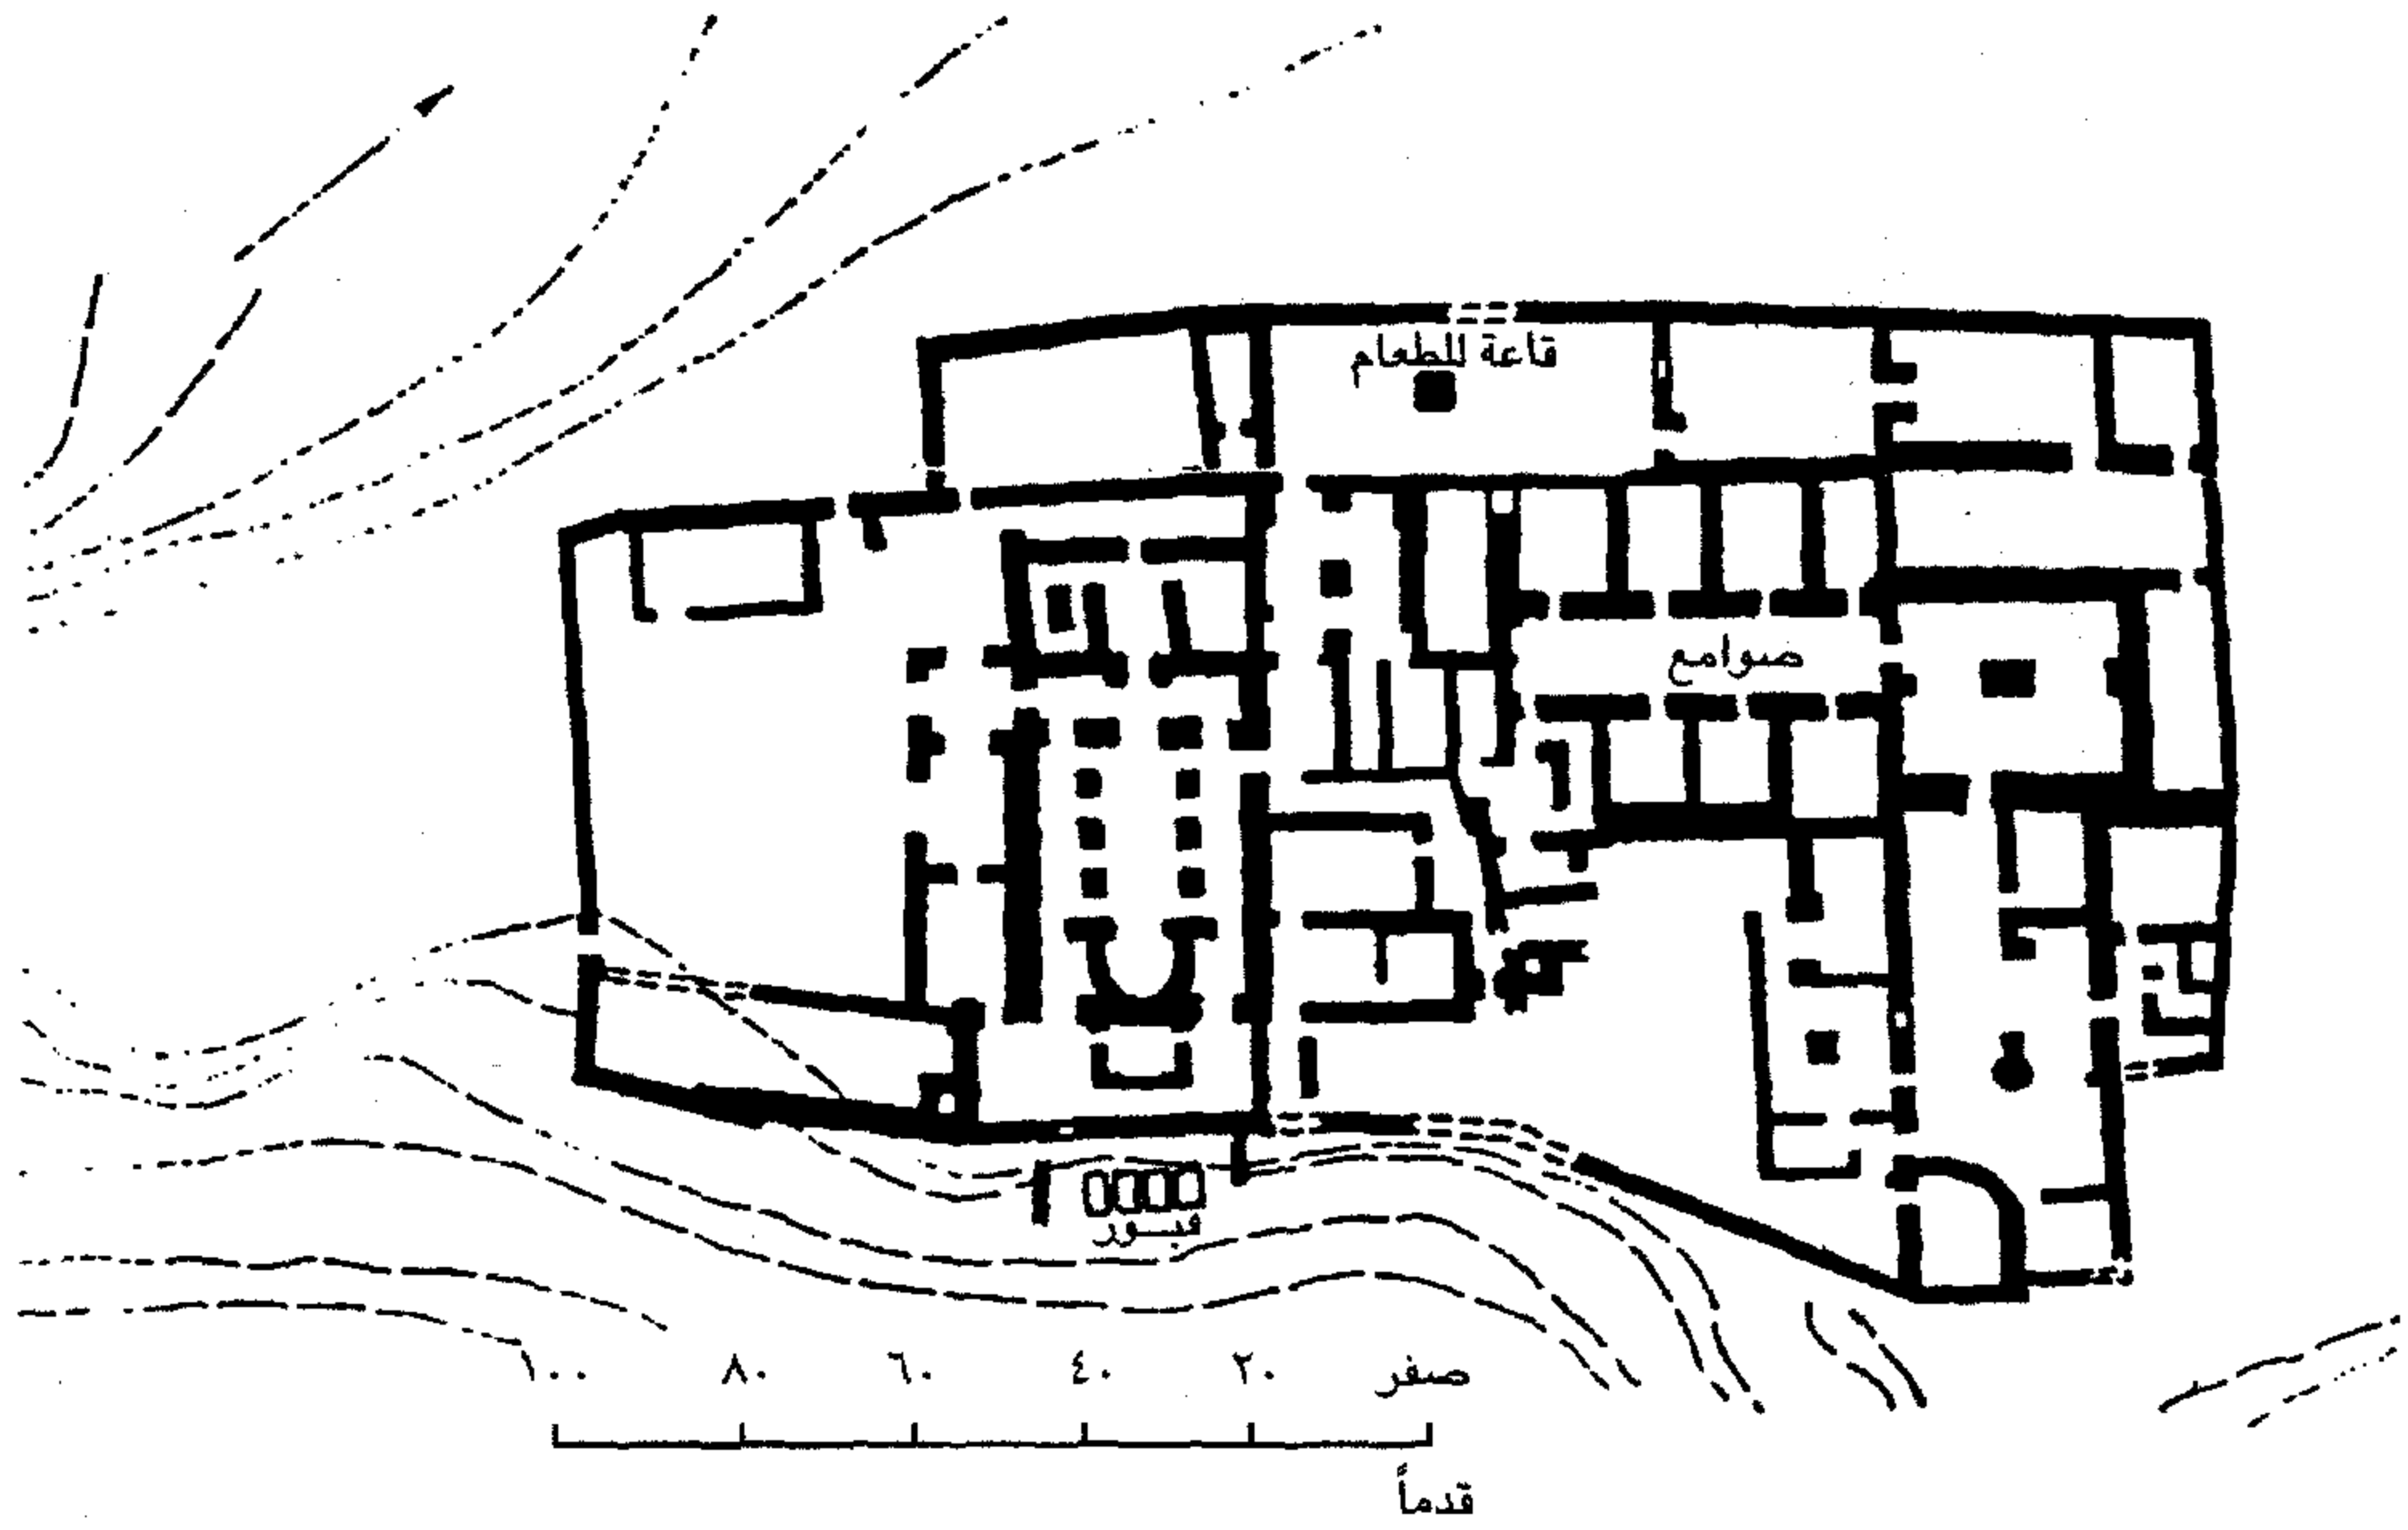 قاعة للطعام
صوامع
قبور
صفر ٢٠ ٤٠ ٦٠ ٨٠ ١٠٠
قدماً